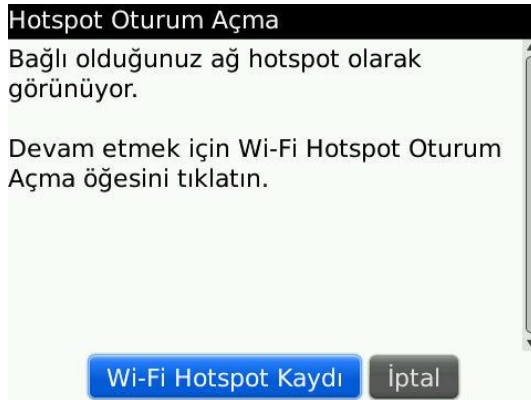 Hotspot Oturum Açma
Bağlı olduğunuz ağ hotspot olarak
görünüyor.
Devam etmek için Wi-Fi Hotspot Oturum
Açma öğesini tıklatın.
Wi-Fi Hotspot Kaydı İptal